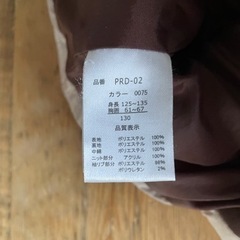 品番 PRD-02
カラー 0075
身長 125~135
胸囲 61~67
130
品質表示
表地 ポリエステル 100%
裏地 ポリエステル 100%
中綿 ポリエステル 100%
ニット部分 アクリル 100%
袖リブ部分 ポリエステル 98%
ポリウレタン 2%